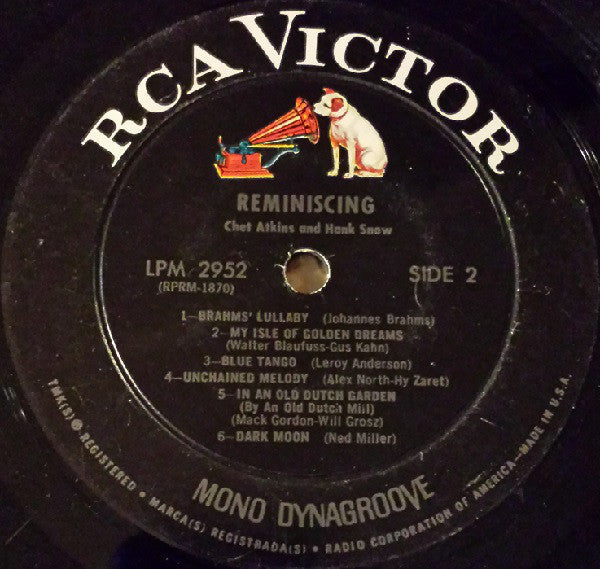 RCA VICTOR
REMINISCING
Chet Atkins and Hank Snow
LPM 2952
(RPRM-1870)
SIDE 2
1—BRAHMS' LULLABY (Johannes Brahms)
2—MY ISLE OF GOLDEN DREAMS
(Walter Blaufuss-Gus Kahn)
3—BLUE TANGO (Leroy Anderson)
4—UNCHAINED MELODY (Alex North-Hy Zaret)
5—IN AN OLD DUTCH GARDEN
(By An Old Dutch Mill)
(Mack Gordon-Will Grosz)
6—DARK MOON (Ned Miller)
MONO DYNAGROOVE
TMK(S) ® REGISTERED • MARCA(S) REGISTRADA(S) • RADIO CORPORATION OF AMERICA—MADE IN U.S.A.